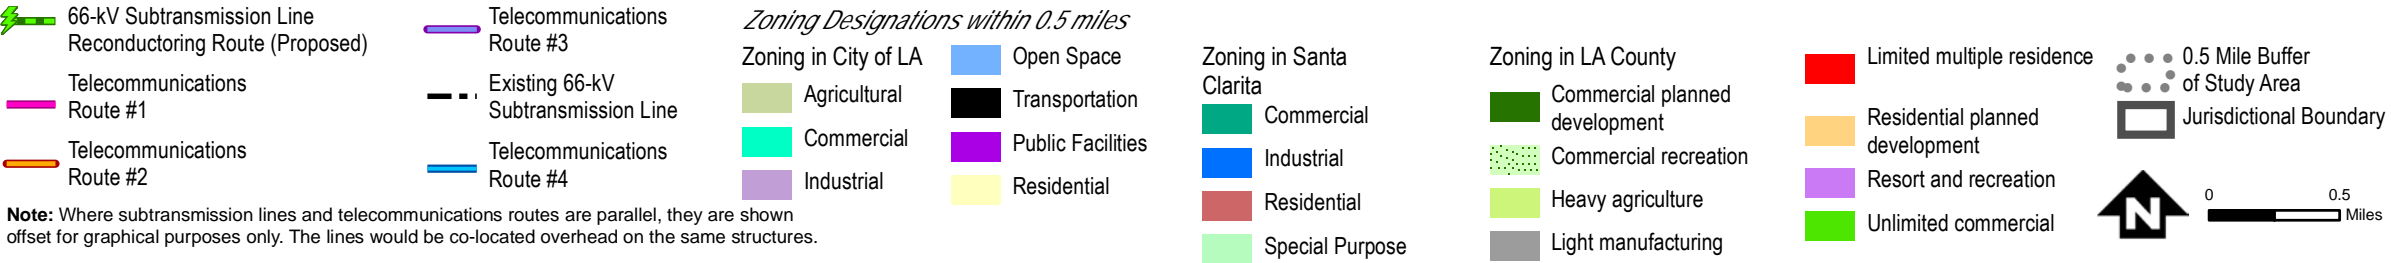 66-kV Subtransmission Line
Reconductoring Route (Proposed)
Telecommunications
Route #1
Telecommunications
Route #2
Telecommunications
Route #3
Existing 66-kV
Subtransmission Line
Telecommunications
Route #4
Note: Where subtransmission lines and telecommunications routes are parallel, they are shown
offset for graphical purposes only. The lines would be co-located overhead on the same structures.
Zoning Designations within 0.5 miles
Zoning in City of LA
Agricultural
Commercial
Industrial
Open Space
Transportation
Public Facilities
Residential
Zoning in Santa
Clarita
Commercial
Industrial
Residential
Special Purpose
Zoning in LA County
Commercial planned
development
Commercial recreation
Heavy agriculture
Light manufacturing
Limited multiple residence
Residential planned
development
Resort and recreation
Unlimited commercial
0.5 Mile Buffer
of Study Area
Jurisdictional Boundary
N
0 0.5
Miles